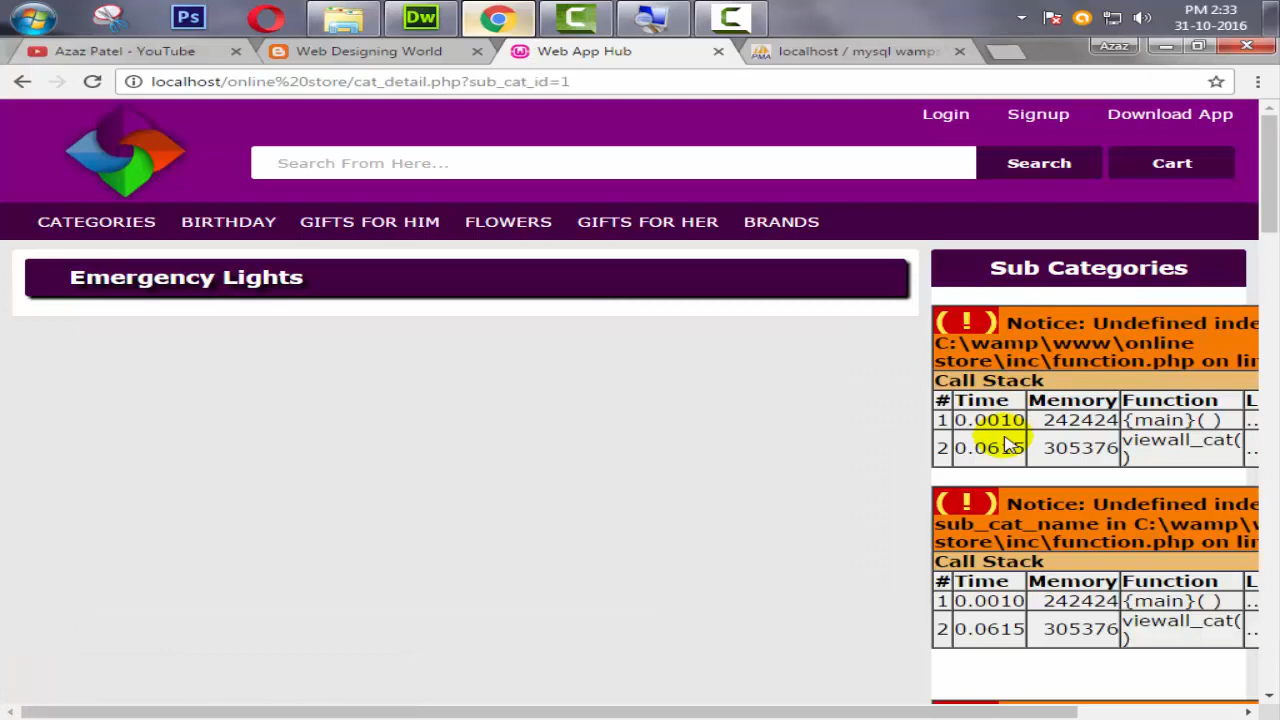 Ps
Dw
PM 2:33
31-10-2016
Azaz Patel - YouTube
Web Designing World
Web App Hub
localhost / mysql wamp
Azaz
localhost/online%20store/cat_detail.php?sub_cat_id=1
Login Signup Download App
Search From Here...
Search
Cart
CATEGORIES BIRTHDAY GIFTS FOR HIM FLOWERS GIFTS FOR HER BRANDS
Emergency Lights
Sub Categories
( ! ) Notice: Undefined inde
C:\wamp\www\online
store\inc\function.php on lin
Call Stack
# Time Memory Function L
1 0.0010 242424 {main}( ) ..
2 0.0615 305376 viewall_cat( ..
)
( ! ) Notice: Undefined inde
sub_cat_name in C:\wamp\w
store\inc\function.php on lin
Call Stack
# Time Memory Function L
1 0.0010 242424 {main}( ) ..
2 0.0615 305376 viewall_cat( ..
)